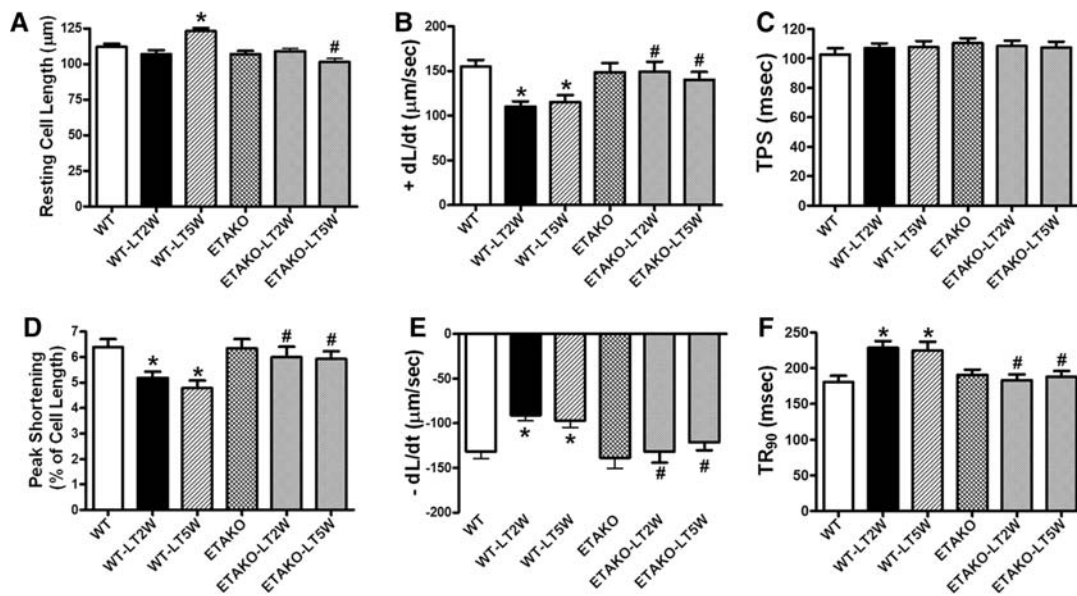 A
Resting Cell Length (μm)
125
100
75
50
25
0
*
#
WT
WT-LT2W
WT-LT5W
ETAKO
ETAKO-LT2W
ETAKO-LT5W
B
+ dL/dt (μm/sec)
200
150
100
50
0
*
*
#
#
WT
WT-LT2W
WT-LT5W
ETAKO
ETAKO-LT2W
ETAKO-LT5W
C
TPS (msec)
120
100
80
60
40
20
0
WT
WT-LT2W
WT-LT5W
ETAKO
ETAKO-LT2W
ETAKO-LT5W
D
Peak Shortening
(% of Cell Length)
7
6
5
4
3
2
1
0
*
*
#
#
WT
WT-LT2W
WT-LT5W
ETAKO
ETAKO-LT2W
ETAKO-LT5W
E
- dL/dt (μm/sec)
0
-50
-100
-150
-200
*
*
#
#
WT
WT-LT2W
WT-LT5W
ETAKO
ETAKO-LT2W
ETAKO-LT5W
F
TR90 (msec)
250
200
150
100
50
0
*
*
#
#
WT
WT-LT2W
WT-LT5W
ETAKO
ETAKO-LT2W
ETAKO-LT5W